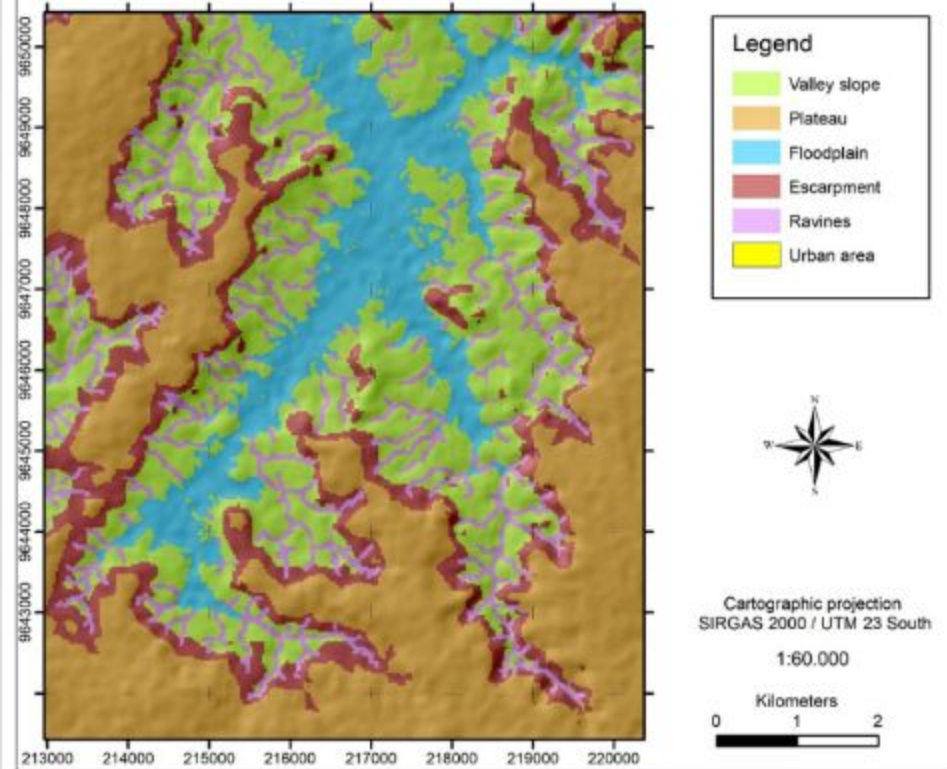 Legend
Valley slope
Plateau
Floodplain
Escarpment
Ravines
Urban area
9650000
9649000
9648000
9647000
9646000
9645000
9644000
9643000
213000 214000 215000 216000 217000 218000 219000 220000
N
W E
S
Cartographic projection
SIRGAS 2000 / UTM 23 South
1:60.000
Kilometers
0 1 2